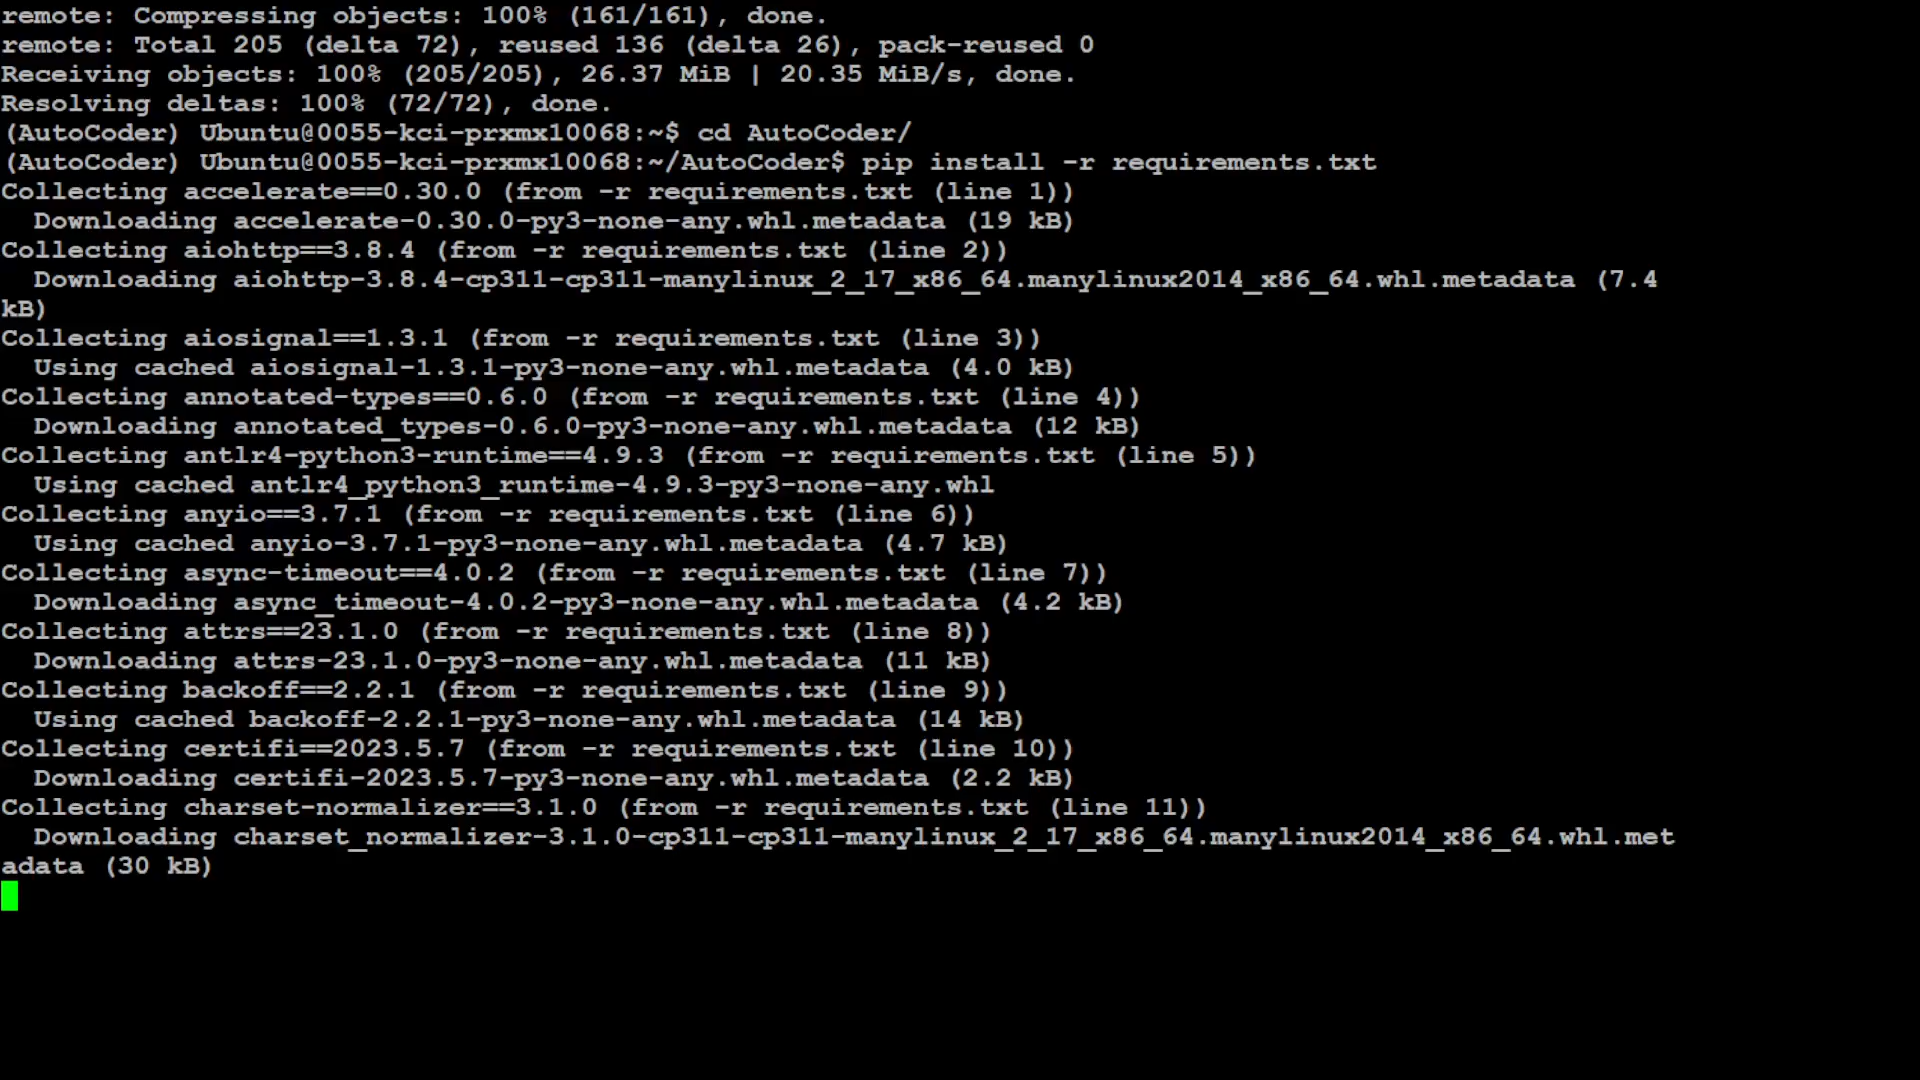 remote: Compressing objects: 100% (161/161), done.
remote: Total 205 (delta 72), reused 136 (delta 26), pack-reused 0
Receiving objects: 100% (205/205), 26.37 MiB | 20.35 MiB/s, done.
Resolving deltas: 100% (72/72), done.
(AutoCoder) Ubuntu@0055-kci-prxmx10068:~$ cd AutoCoder/
(AutoCoder) Ubuntu@0055-kci-prxmx10068:~/AutoCoder$ pip install -r requirements.txt
Collecting accelerate==0.30.0 (from -r requirements.txt (line 1))
  Downloading accelerate-0.30.0-py3-none-any.whl.metadata (19 kB)
Collecting aiohttp==3.8.4 (from -r requirements.txt (line 2))
  Downloading aiohttp-3.8.4-cp311-cp311-manylinux_2_17_x86_64.manylinux2014_x86_64.whl.metadata (7.4
kB)
Collecting aiosignal==1.3.1 (from -r requirements.txt (line 3))
  Using cached aiosignal-1.3.1-py3-none-any.whl.metadata (4.0 kB)
Collecting annotated-types==0.6.0 (from -r requirements.txt (line 4))
  Downloading annotated_types-0.6.0-py3-none-any.whl.metadata (12 kB)
Collecting antlr4-python3-runtime==4.9.3 (from -r requirements.txt (line 5))
  Using cached antlr4_python3_runtime-4.9.3-py3-none-any.whl
Collecting anyio==3.7.1 (from -r requirements.txt (line 6))
  Using cached anyio-3.7.1-py3-none-any.whl.metadata (4.7 kB)
Collecting async-timeout==4.0.2 (from -r requirements.txt (line 7))
  Downloading async_timeout-4.0.2-py3-none-any.whl.metadata (4.2 kB)
Collecting attrs==23.1.0 (from -r requirements.txt (line 8))
  Downloading attrs-23.1.0-py3-none-any.whl.metadata (11 kB)
Collecting backoff==2.2.1 (from -r requirements.txt (line 9))
  Using cached backoff-2.2.1-py3-none-any.whl.metadata (14 kB)
Collecting certifi==2023.5.7 (from -r requirements.txt (line 10))
  Downloading certifi-2023.5.7-py3-none-any.whl.metadata (2.2 kB)
Collecting charset-normalizer==3.1.0 (from -r requirements.txt (line 11))
  Downloading charset_normalizer-3.1.0-cp311-cp311-manylinux_2_17_x86_64.manylinux2014_x86_64.whl.met
adata (30 kB)